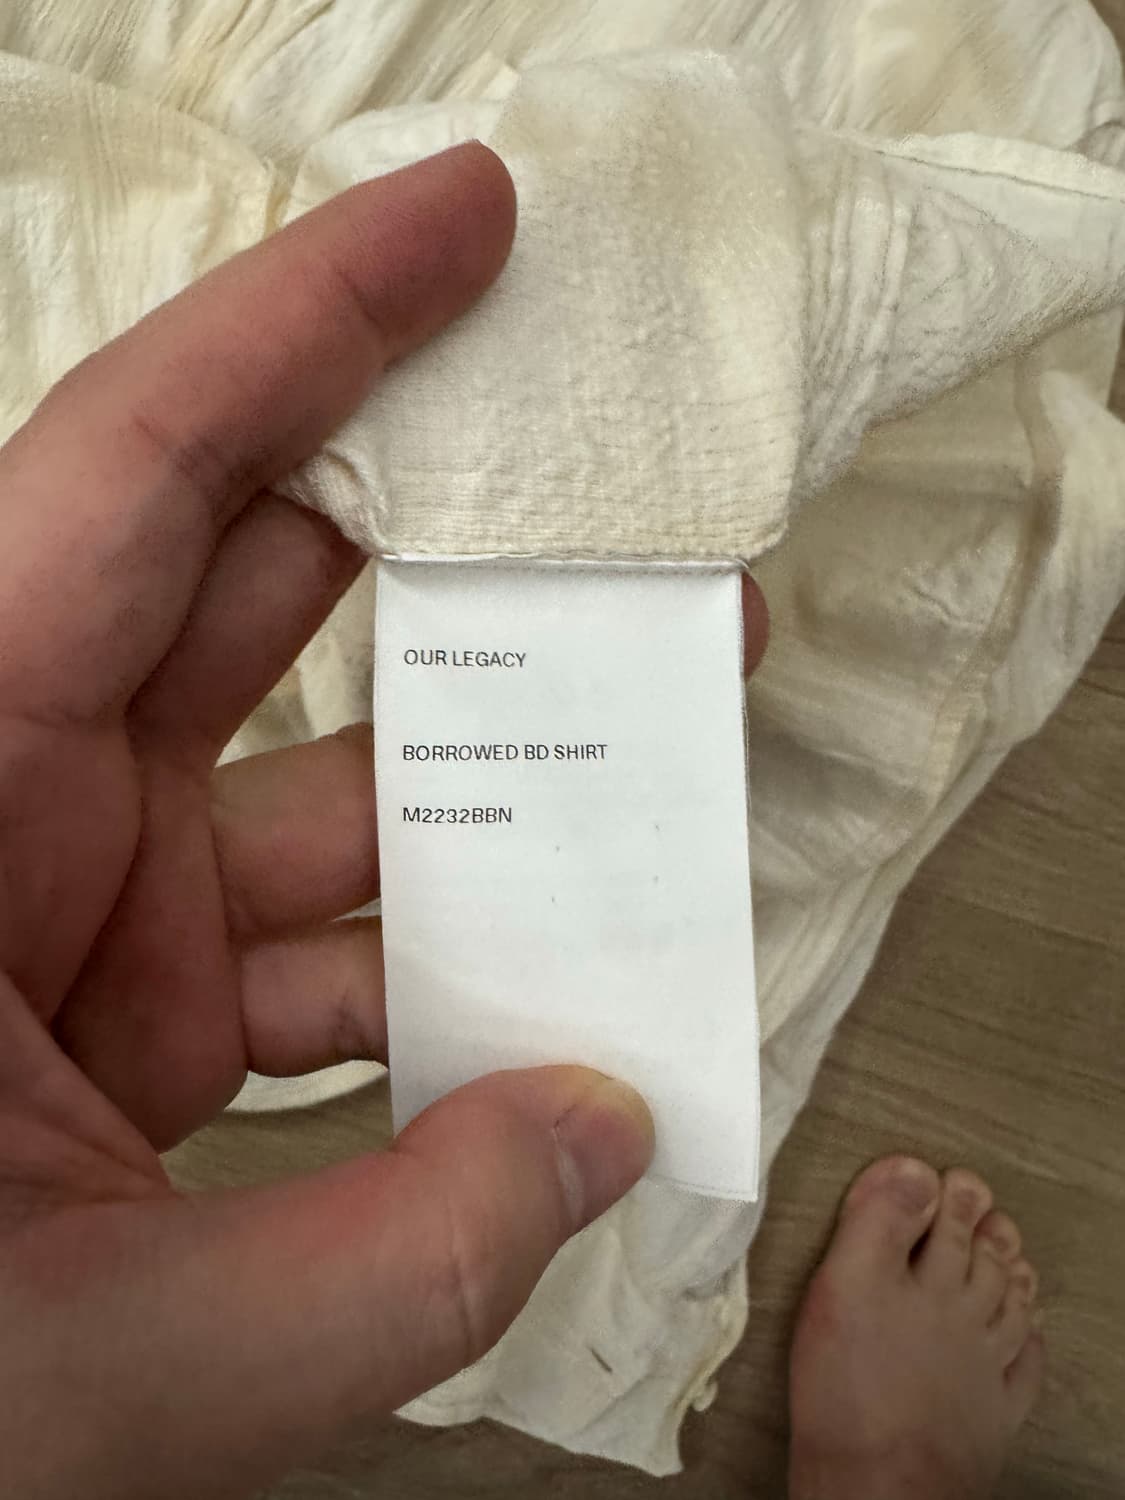 OUR LEGACY
BORROWED BD SHIRT
M2232BBN